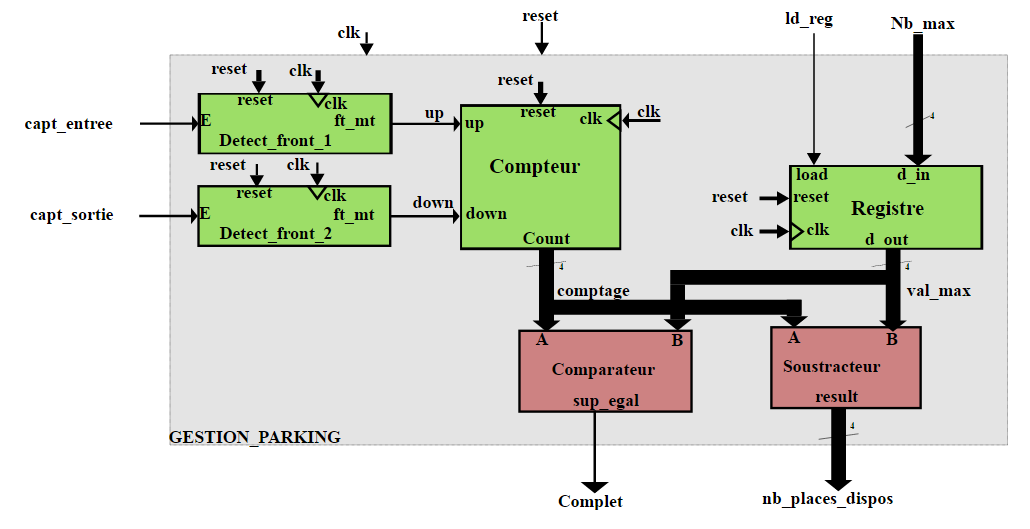 reset
ld_reg
Nb_max
clk
reset
clk
reset
clk
reset
clk
4
capt_entree
E
ft_mt
up
up
clk
clk
Detect_front_1
Compteur
load
d_in
reset
clk
reset
clk
reset
reset
Registre
capt_sortie
E
ft_mt
down
down
Detect_front_2
clk
clk
Count
d_out
4
4
comptage
val_max
A
B
A
B
Comparateur
Soustracteur
sup_egal
result
GESTION_PARKING
4
Complet
nb_places_dispos